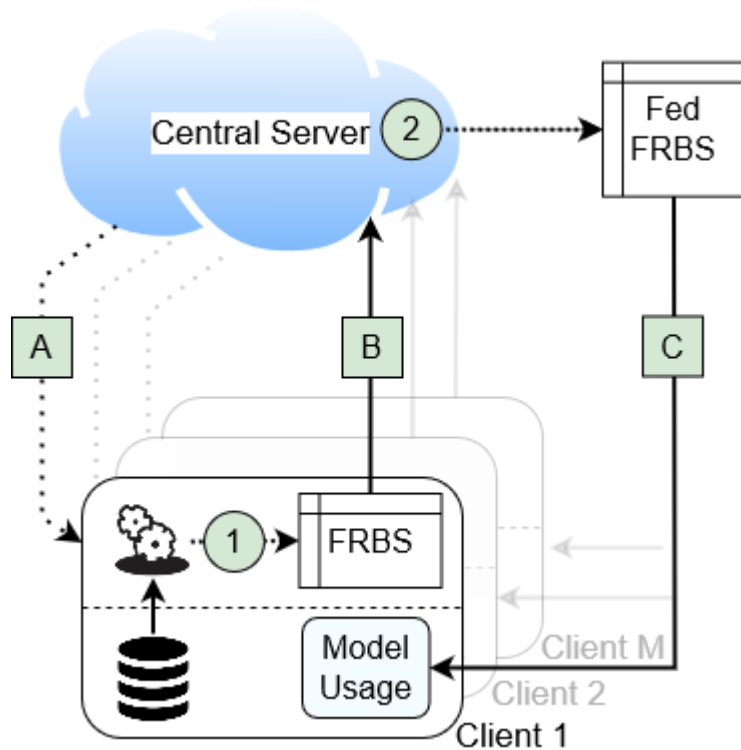 Central Server
2
Fed
FRBS
A
B
C
1
FRBS
Model
Usage
Client M
Client 2
Client 1